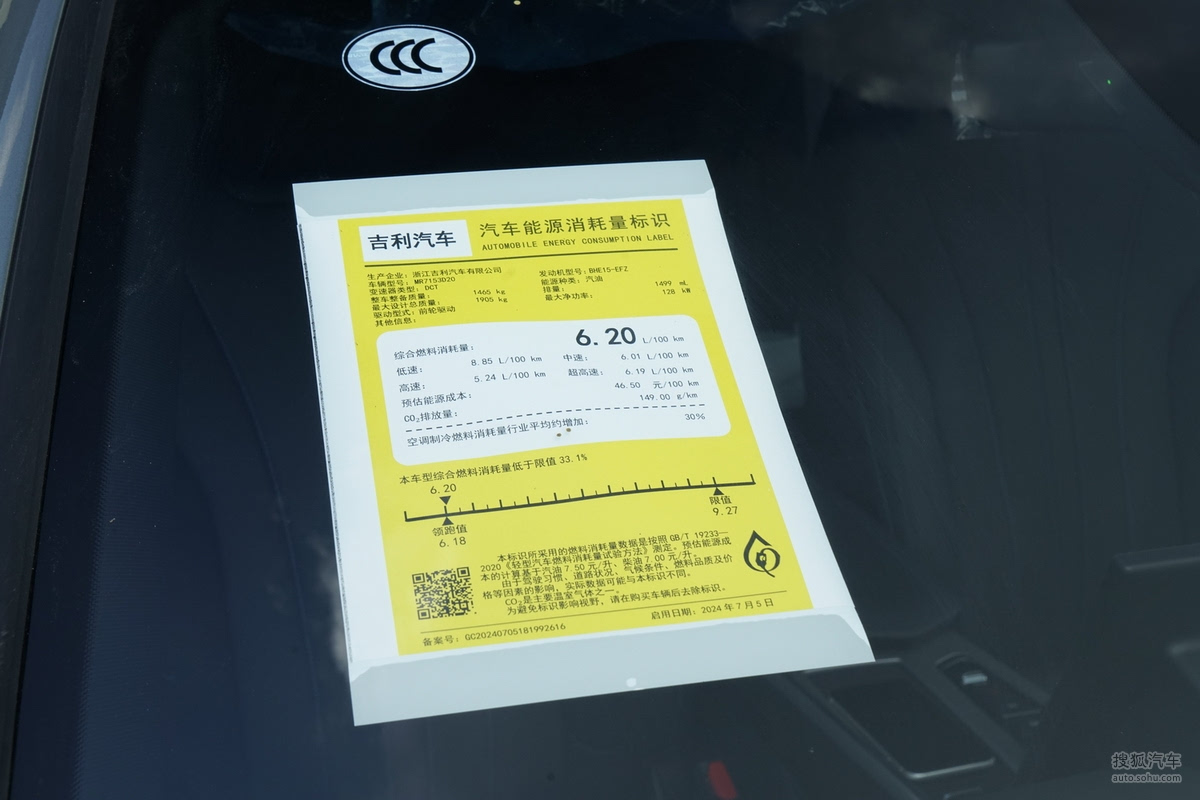 CCC
吉利汽车
汽车能源消耗量标识
AUTOMOBILE ENERGY CONSUMPTION LABEL
生产企业: 浙江吉利汽车有限公司
车辆型号: MR7153D20
变速器类型: DCT
整车整备质量: 1465 kg
最大设计总质量: 1905 kg
驱动型式: 前轮驱动
其他信息:
发动机型号: BHE15-EFZ
能源种类: 汽油
排量: 1499 mL
最大净功率: 128 kW
综合燃料消耗量: 6.20 L/100 km
低速: 8.85 L/100 km 中速: 6.01 L/100 km
高速: 5.24 L/100 km 超高速: 6.19 L/100 km
预估能源成本: 46.50 元/100 km
CO₂排放量: 149.00 g/km
空调制冷燃料消耗量行业平均约增加: 30%
本车型综合燃料消耗量低于限值 33.1%
6.20
领跑值
6.18
限值
9.27
本标识所采用的燃料消耗量数据是按照 GB/T 19233—
2020《轻型汽车燃料消耗量试验方法》测定。预估能源成
本的计算基于汽油 7.50 元/升、柴油 7.00 元/升。
由于驾驶习惯、道路状况、气候条件、燃料品质及价
格等因素的影响，实际数据可能与本标识不同。
CO₂是主要温室气体之一。
为避免标识影响视野，请在购买车辆后去除标识。
备案号: GC20240705181992616
启用日期: 2024 年 7 月 5 日
搜狐汽车
auto.sohu.com